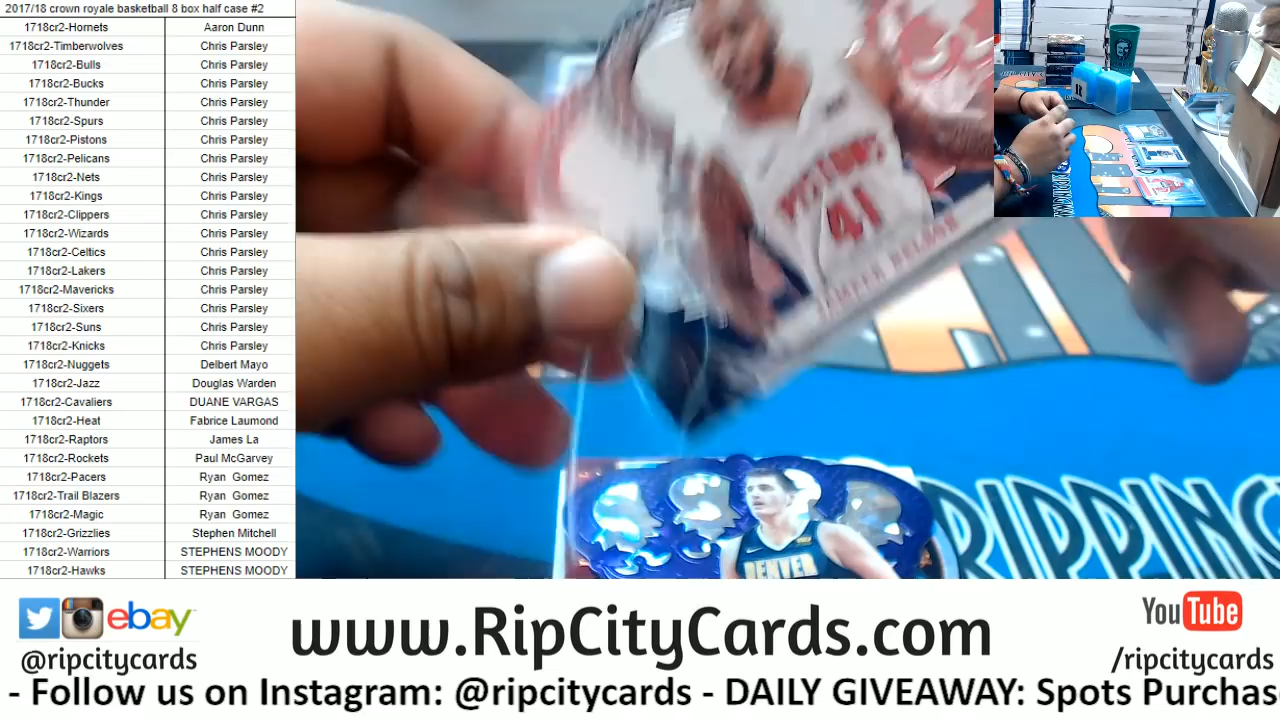 2017/18 crown royale basketball 8 box half case #2
1718cr2-Hornets Aaron Dunn
1718cr2-Timberwolves Chris Parsley
1718cr2-Bulls Chris Parsley
1718cr2-Bucks Chris Parsley
1718cr2-Thunder Chris Parsley
1718cr2-Spurs Chris Parsley
1718cr2-Pistons Chris Parsley
1718cr2-Pelicans Chris Parsley
1718cr2-Nets Chris Parsley
1718cr2-Kings Chris Parsley
1718cr2-Clippers Chris Parsley
1718cr2-Wizards Chris Parsley
1718cr2-Celtics Chris Parsley
1718cr2-Lakers Chris Parsley
1718cr2-Mavericks Chris Parsley
1718cr2-Sixers Chris Parsley
1718cr2-Suns Chris Parsley
1718cr2-Knicks Chris Parsley
1718cr2-Nuggets Delbert Mayo
1718cr2-Jazz Douglas Warden
1718cr2-Cavaliers DUANE VARGAS
1718cr2-Heat Fabrice Laumond
1718cr2-Raptors James La
1718cr2-Rockets Paul McGarvey
1718cr2-Pacers Ryan Gomez
1718cr2-Trail Blazers Ryan Gomez
1718cr2-Magic Ryan Gomez
1718cr2-Grizzlies Stephen Mitchell
1718cr2-Warriors STEPHENS MOODY
1718cr2-Hawks STEPHENS MOODY
PISTONS
41
DENVER
RIPPING
ebay
@ripcitycards
www.RipCityCards.com
YouTube
/ripcitycards
- Follow us on Instagram: @ripcitycards - DAILY GIVEAWAY: Spots Purchas